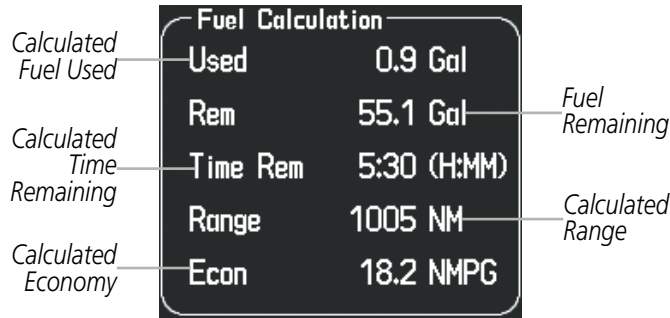 Fuel Calculation
Calculated
Fuel Used
Used 0.9 Gal
Rem 55.1 Gal
Fuel
Remaining
Calculated
Time
Remaining
Time Rem 5:30 (H:MM)
Range 1005 NM
Calculated
Range
Calculated
Economy
Econ 18.2 NMPG